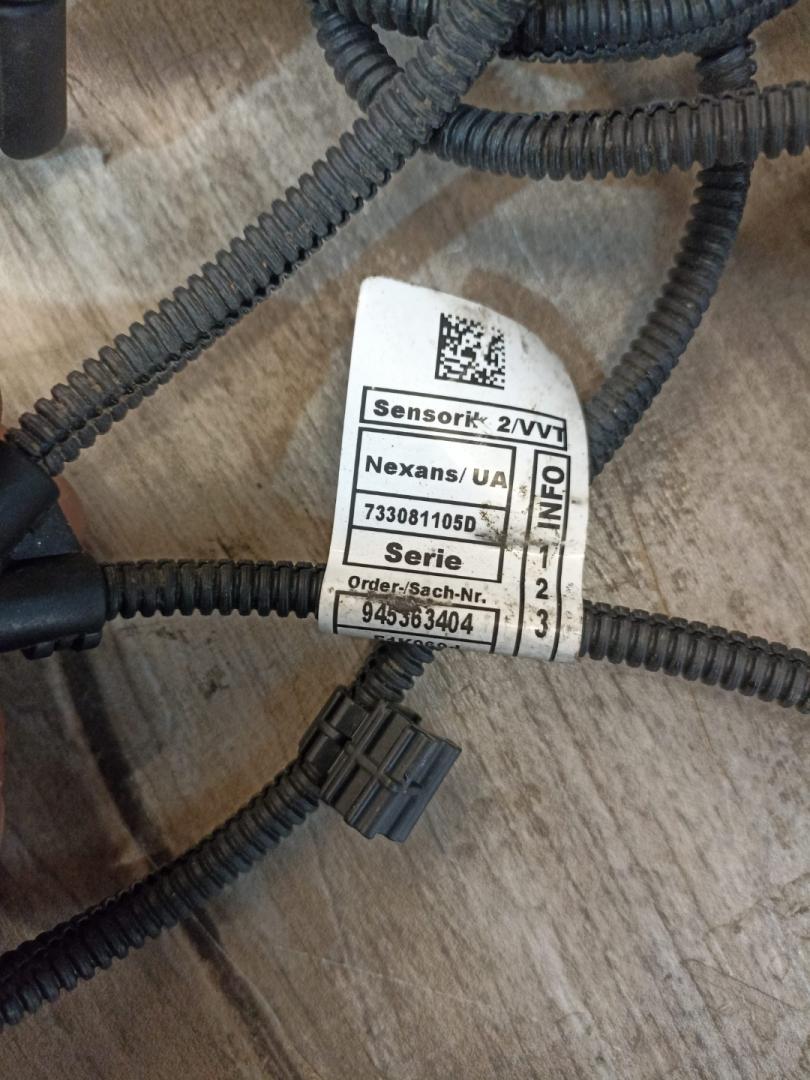 Sensorik 2/VVT
Nexans/ UA
733081105D
Serie
Order-/Sach-Nr.
945363404
INFO
1
2
3